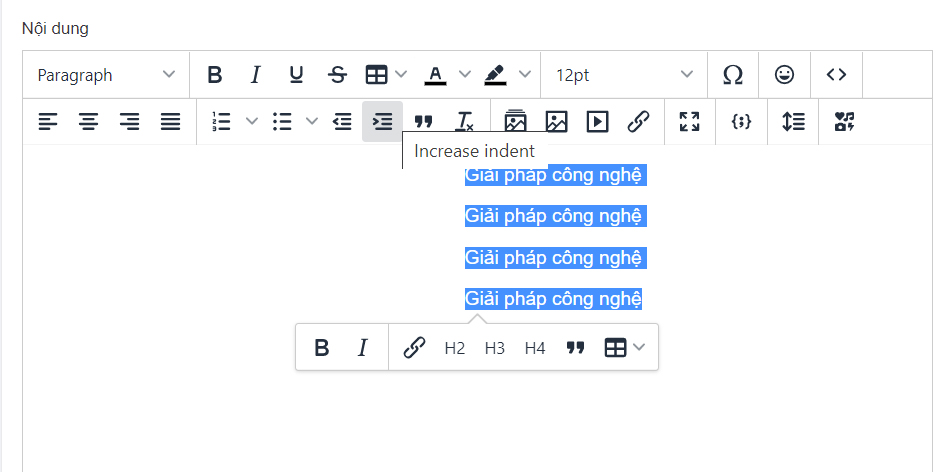 Nội dung
Paragraph B I U S A 12pt Ω
Increase indent
Giải pháp công nghệ
Giải pháp công nghệ
Giải pháp công nghệ
Giải pháp công nghệ
B I H2 H3 H4